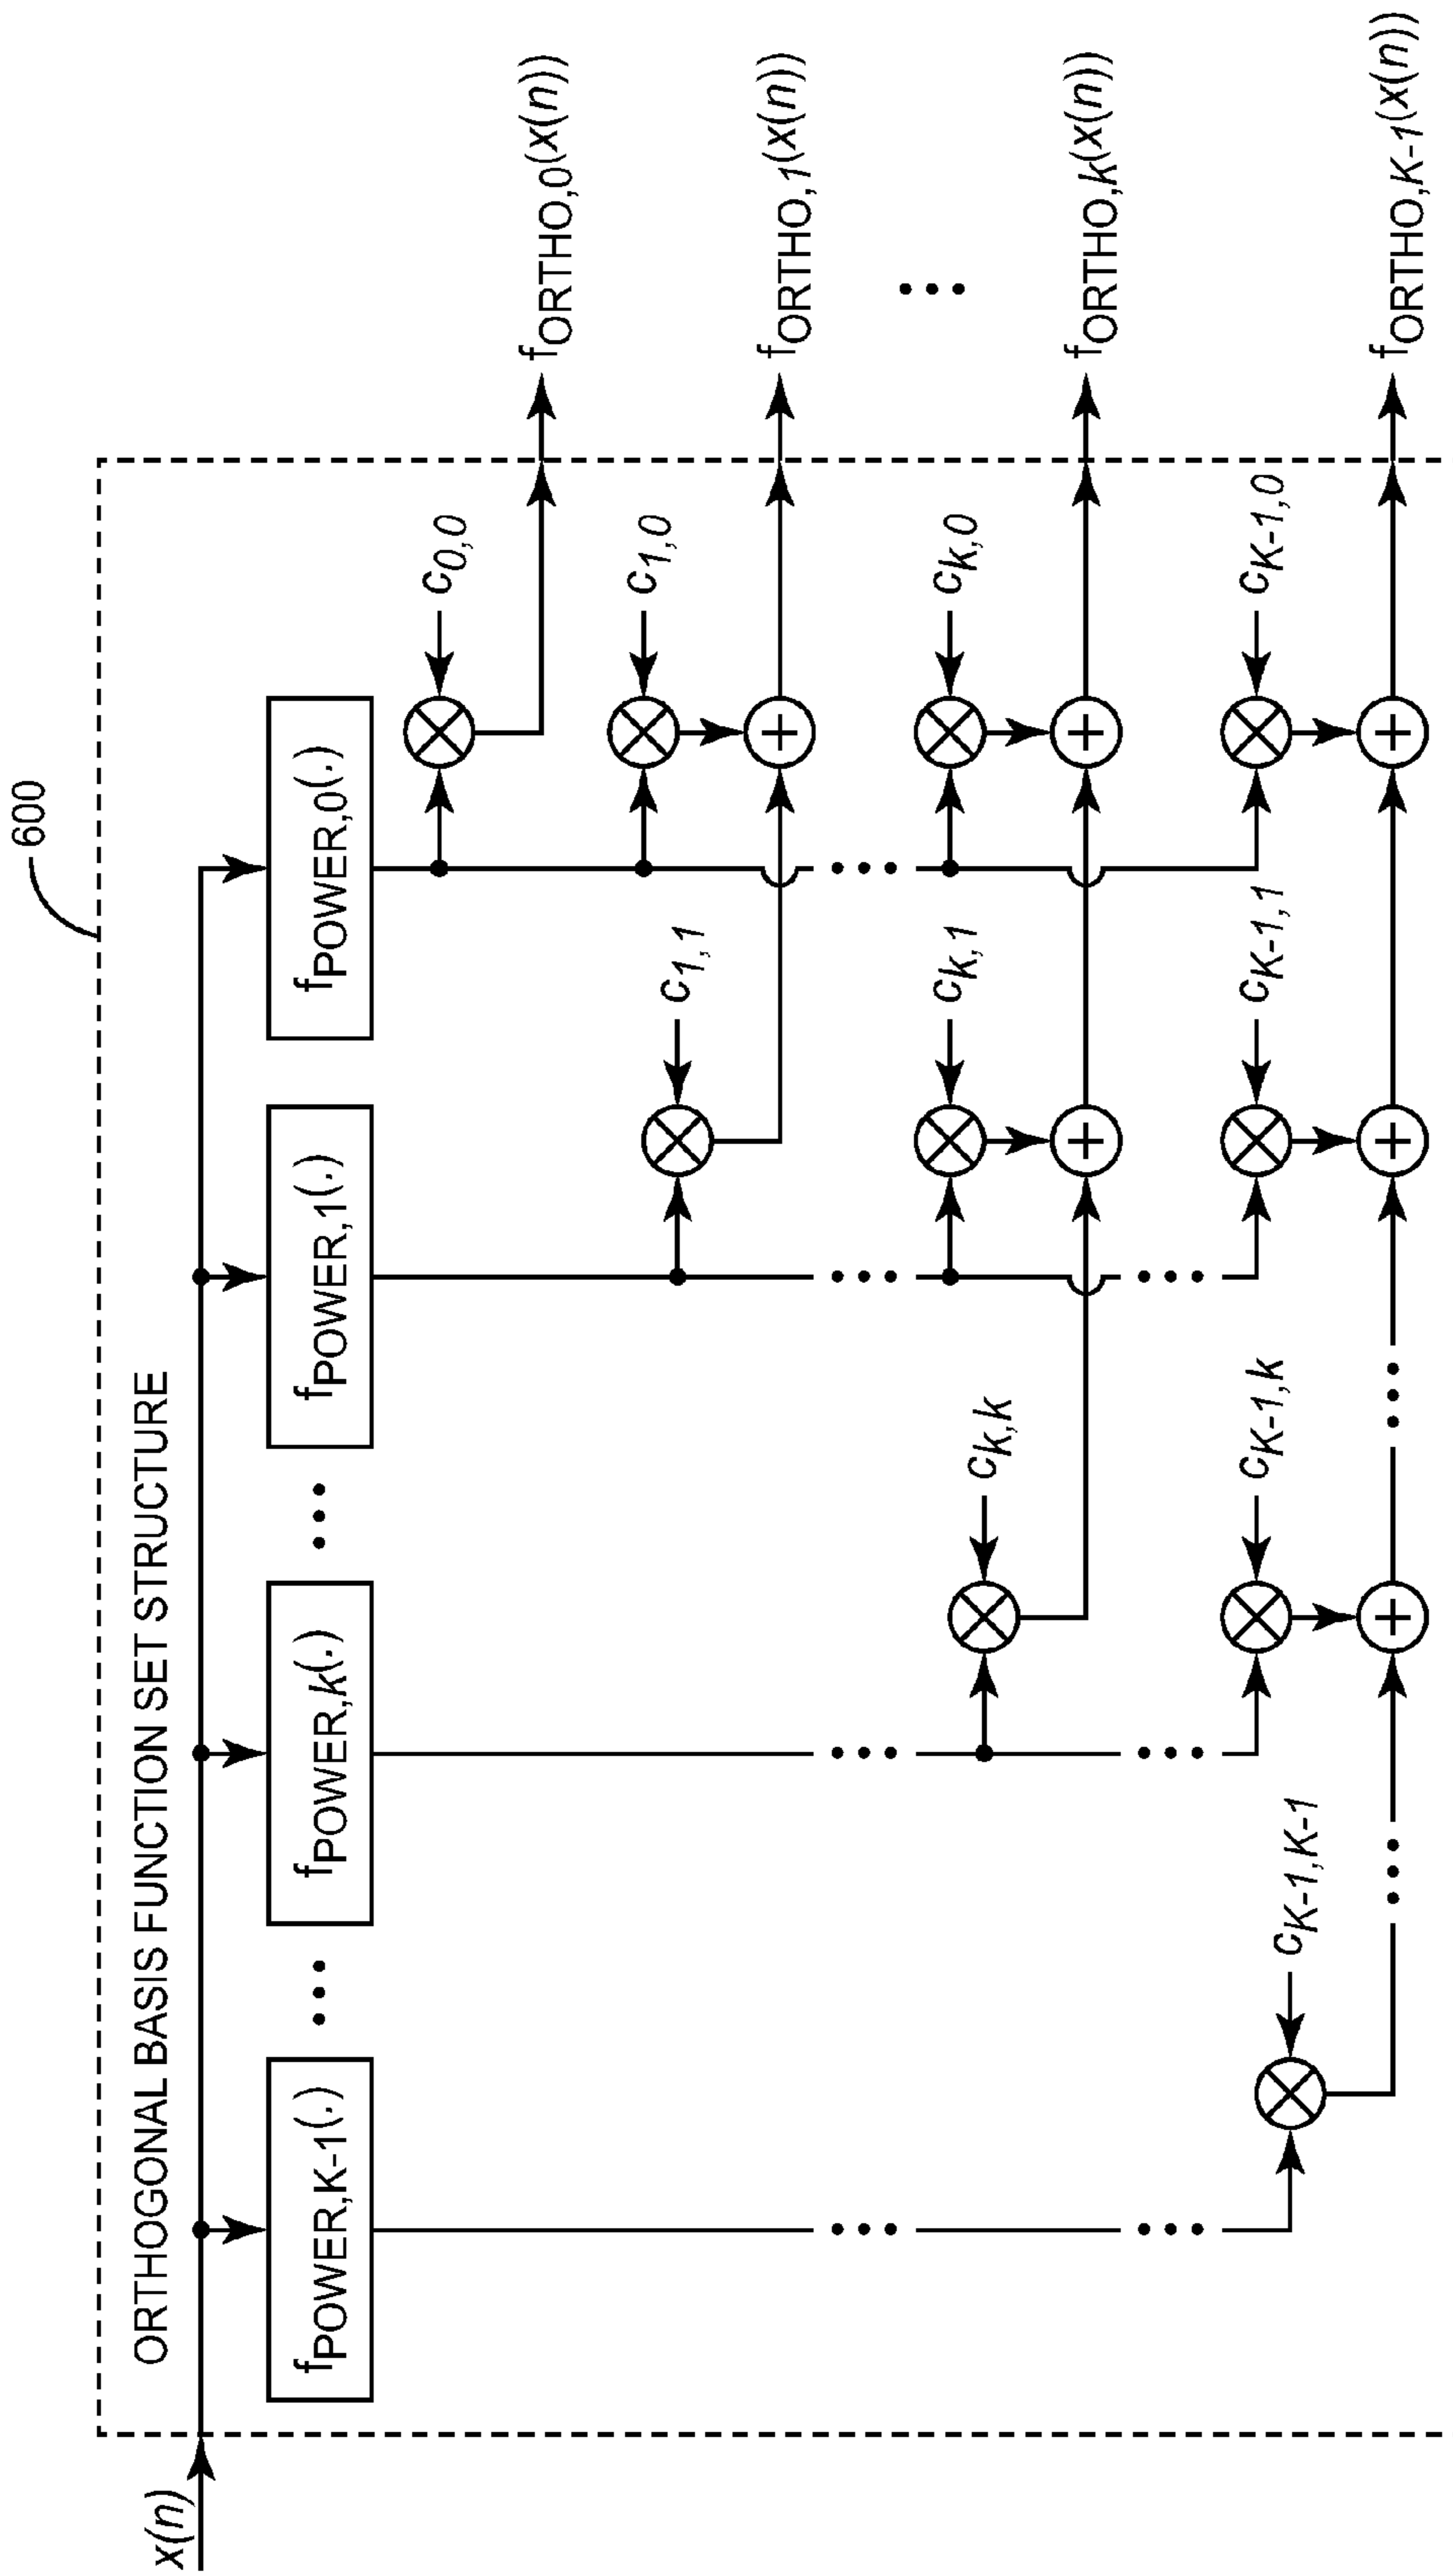 600
ORTHOGONAL BASIS FUNCTION SET STRUCTURE
x(n)
fPOWER,K-1(.)
...
fPOWER,k(.)
...
fPOWER,1(.)
fPOWER,0(.)
c0,0
fORTHO,0(x(n))
c1,1
c1,0
fORTHO,1(x(n))
... ... ... ...
...
ck,k
ck,1
ck,0
fORTHO,k(x(n))
... ... ...
cK-1,K-1
cK-1,k
cK-1,1
cK-1,0
... ...
fORTHO,K-1(x(n))